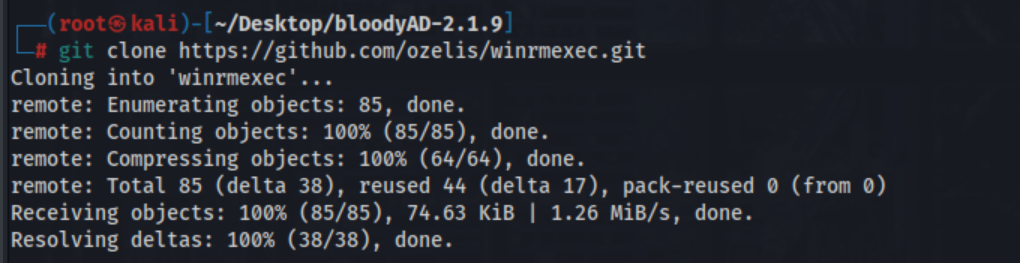 ┌──(root㉿kali)-[~/Desktop/bloodyAD-2.1.9]
└─# git clone https://github.com/ozelis/winrmexec.git
Cloning into 'winrmexec'...
remote: Enumerating objects: 85, done.
remote: Counting objects: 100% (85/85), done.
remote: Compressing objects: 100% (64/64), done.
remote: Total 85 (delta 38), reused 44 (delta 17), pack-reused 0 (from 0)
Receiving objects: 100% (85/85), 74.63 KiB | 1.26 MiB/s, done.
Resolving deltas: 100% (38/38), done.